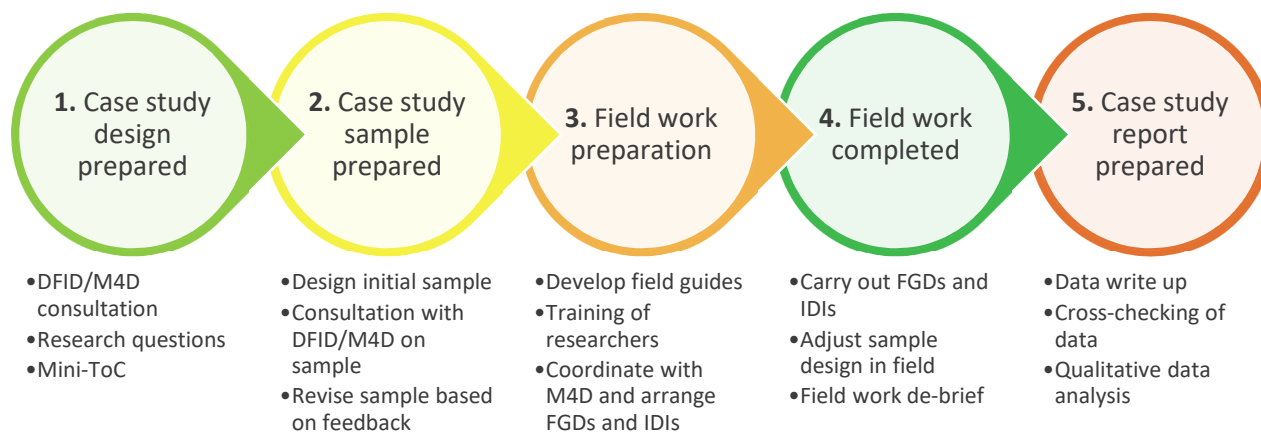 1. Case study
design
prepared
2. Case study
sample
prepared
3. Field work
preparation
4. Field work
completed
5. Case study
report
prepared
•DFID/M4D
consultation
•Research questions
•Mini-ToC
•Design initial sample
•Consultation with
DFID/M4D on
sample
•Revise sample based
on feedback
•Develop field guides
•Training of
researchers
•Coordinate with
M4D and arrange
FGDs and IDIs
•Carry out FGDs and
IDIs
•Adjust sample
design in field
•Field work de-brief
•Data write up
•Cross-checking of
data
•Qualitative data
analysis